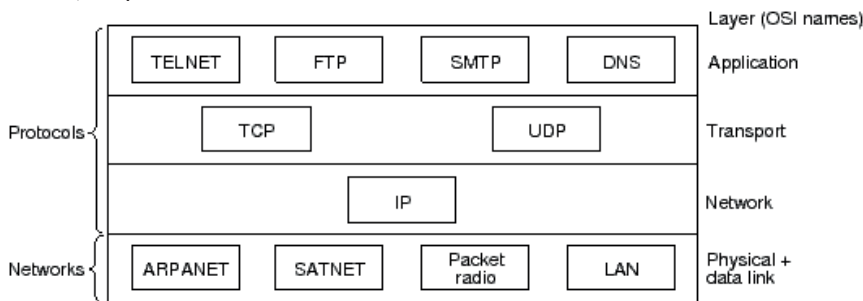 Layer (OSI names)
TELNET FTP SMTP DNS Application
Protocols TCP UDP Transport
IP Network
Networks ARPANET SATNET Packet radio LAN Physical + data link